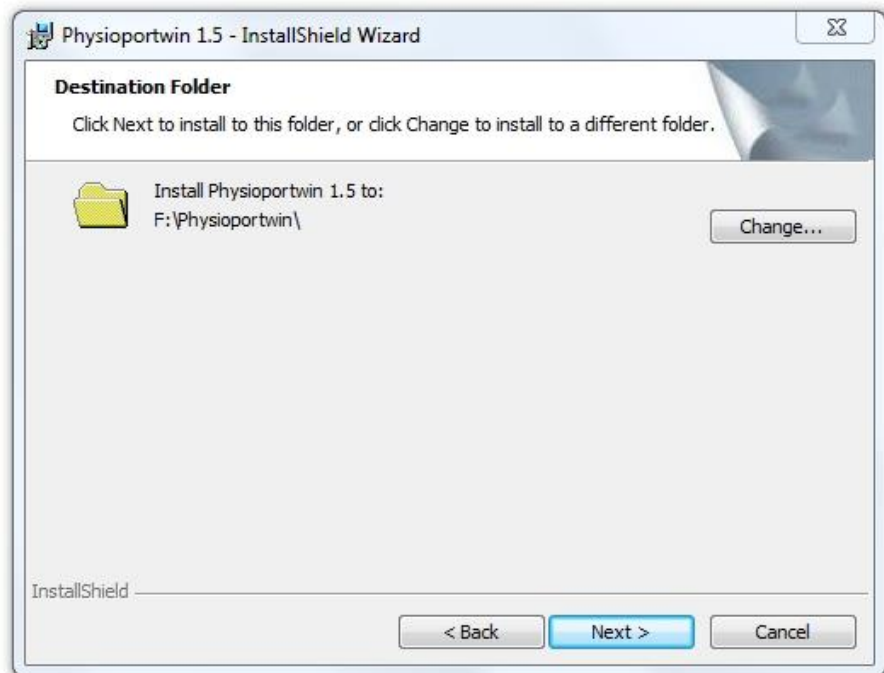 Physioportwin 1.5 - InstallShield Wizard
Destination Folder
Click Next to install to this folder, or click Change to install to a different folder.
Install Physioportwin 1.5 to:
F:\Physioportwin\
Change...
InstallShield
< Back
Next >
Cancel